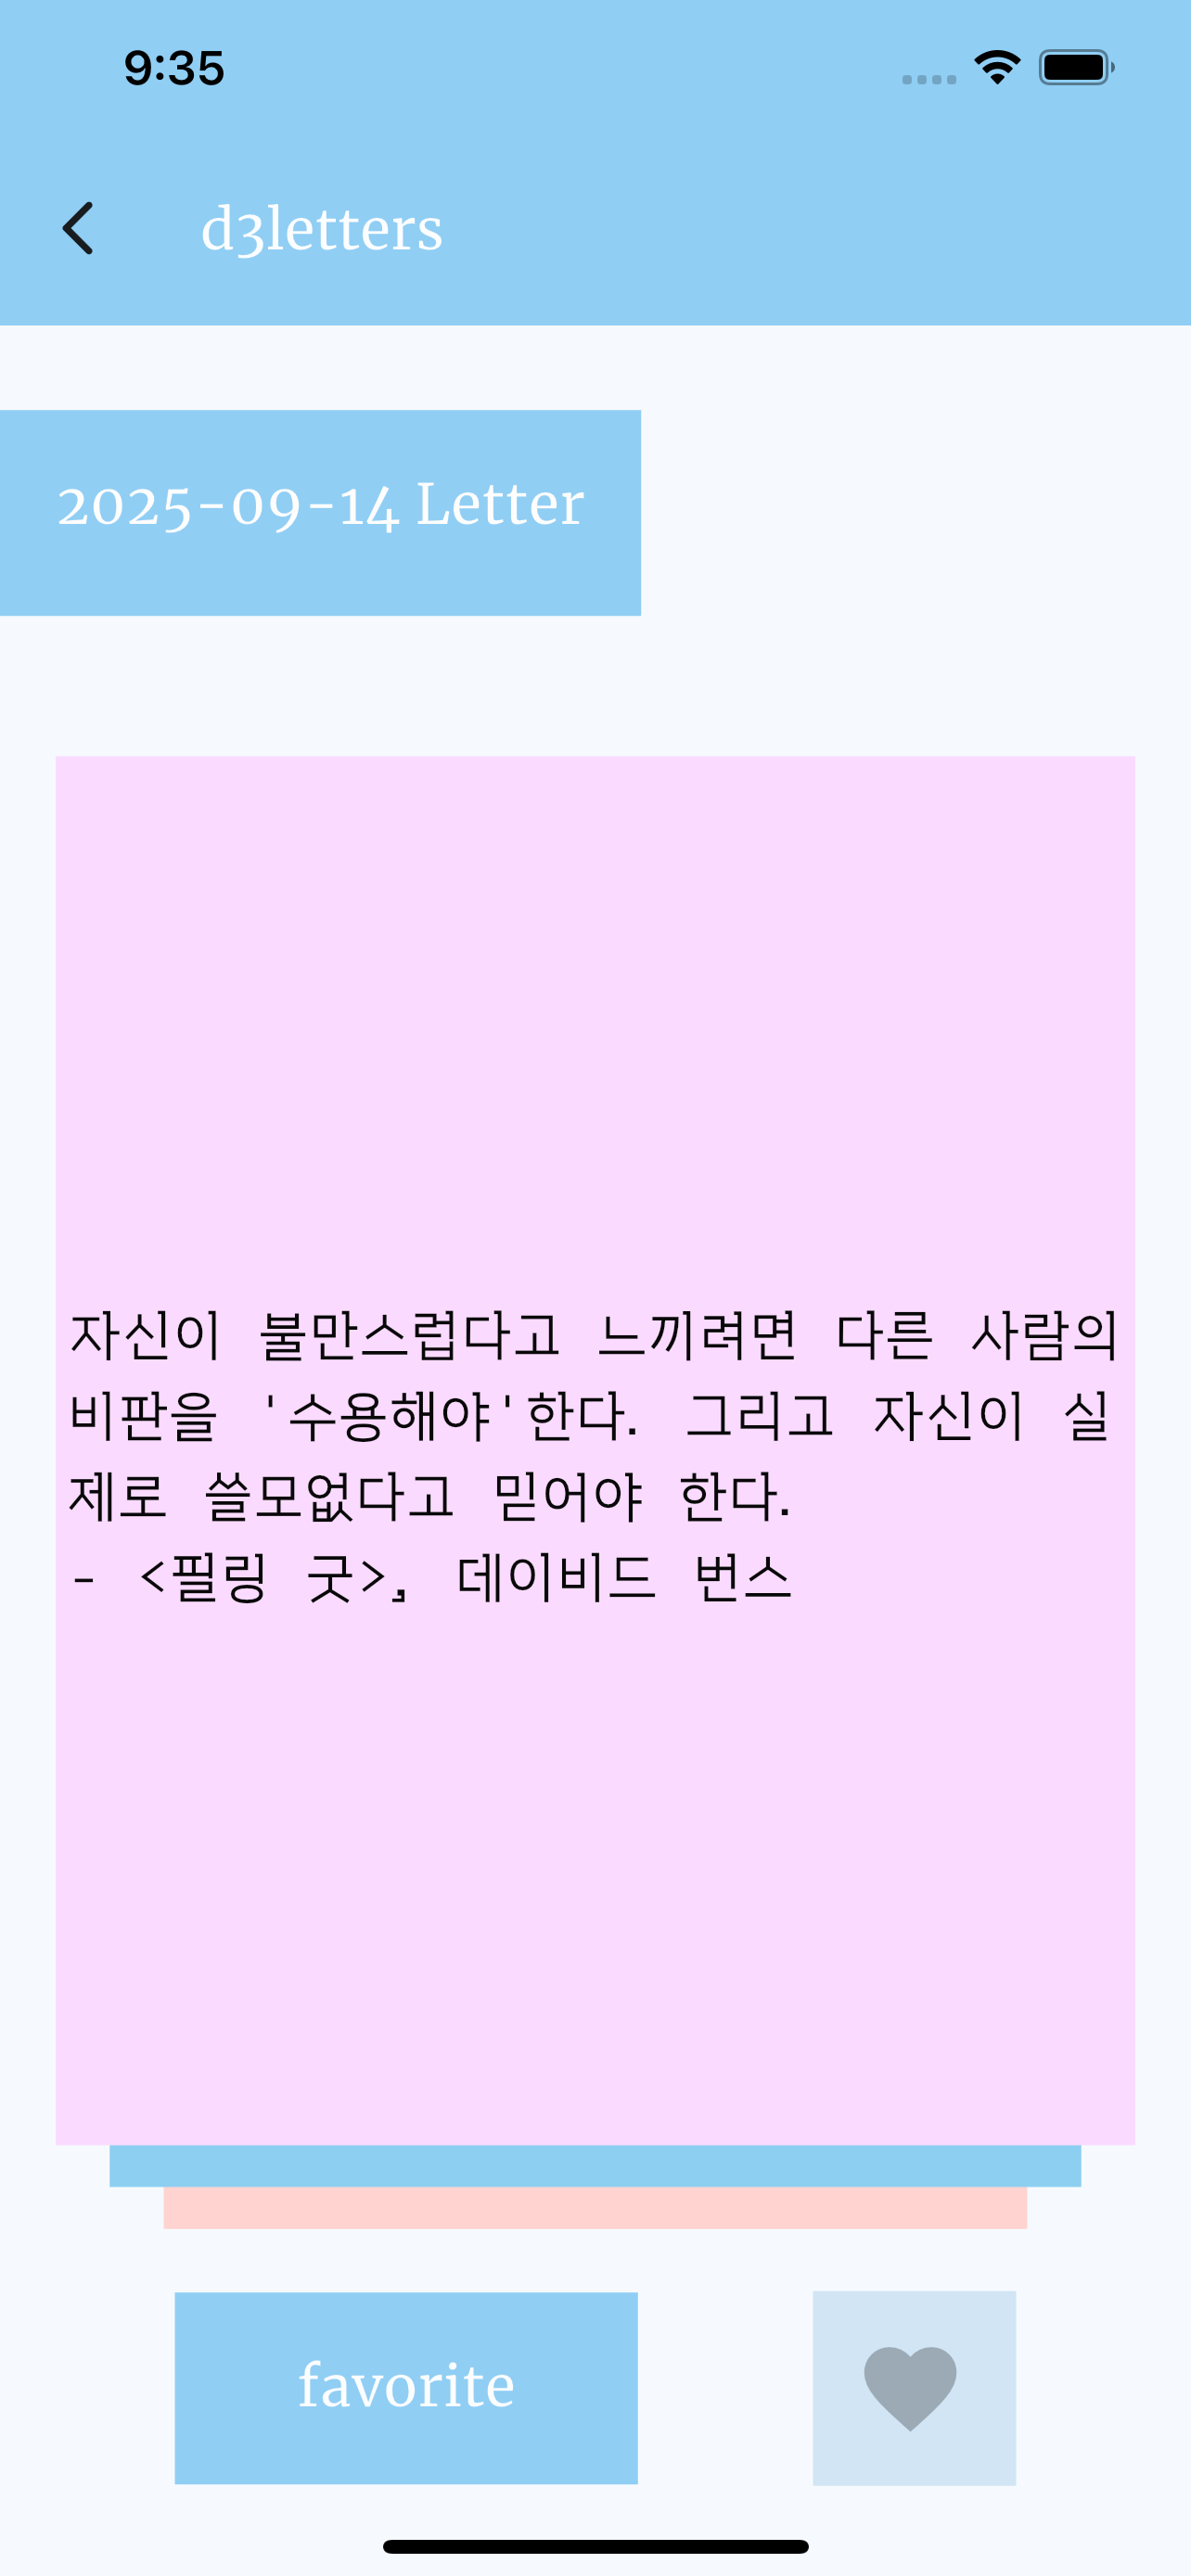 9:35
d3letters
2025-09-14 Letter
자신이 불만스럽다고 느끼려면 다른 사람의
비판을 '수용해야'한다. 그리고 자신이 실
제로 쓸모없다고 믿어야 한다.
- <필링 굿>, 데이비드 번스
favorite